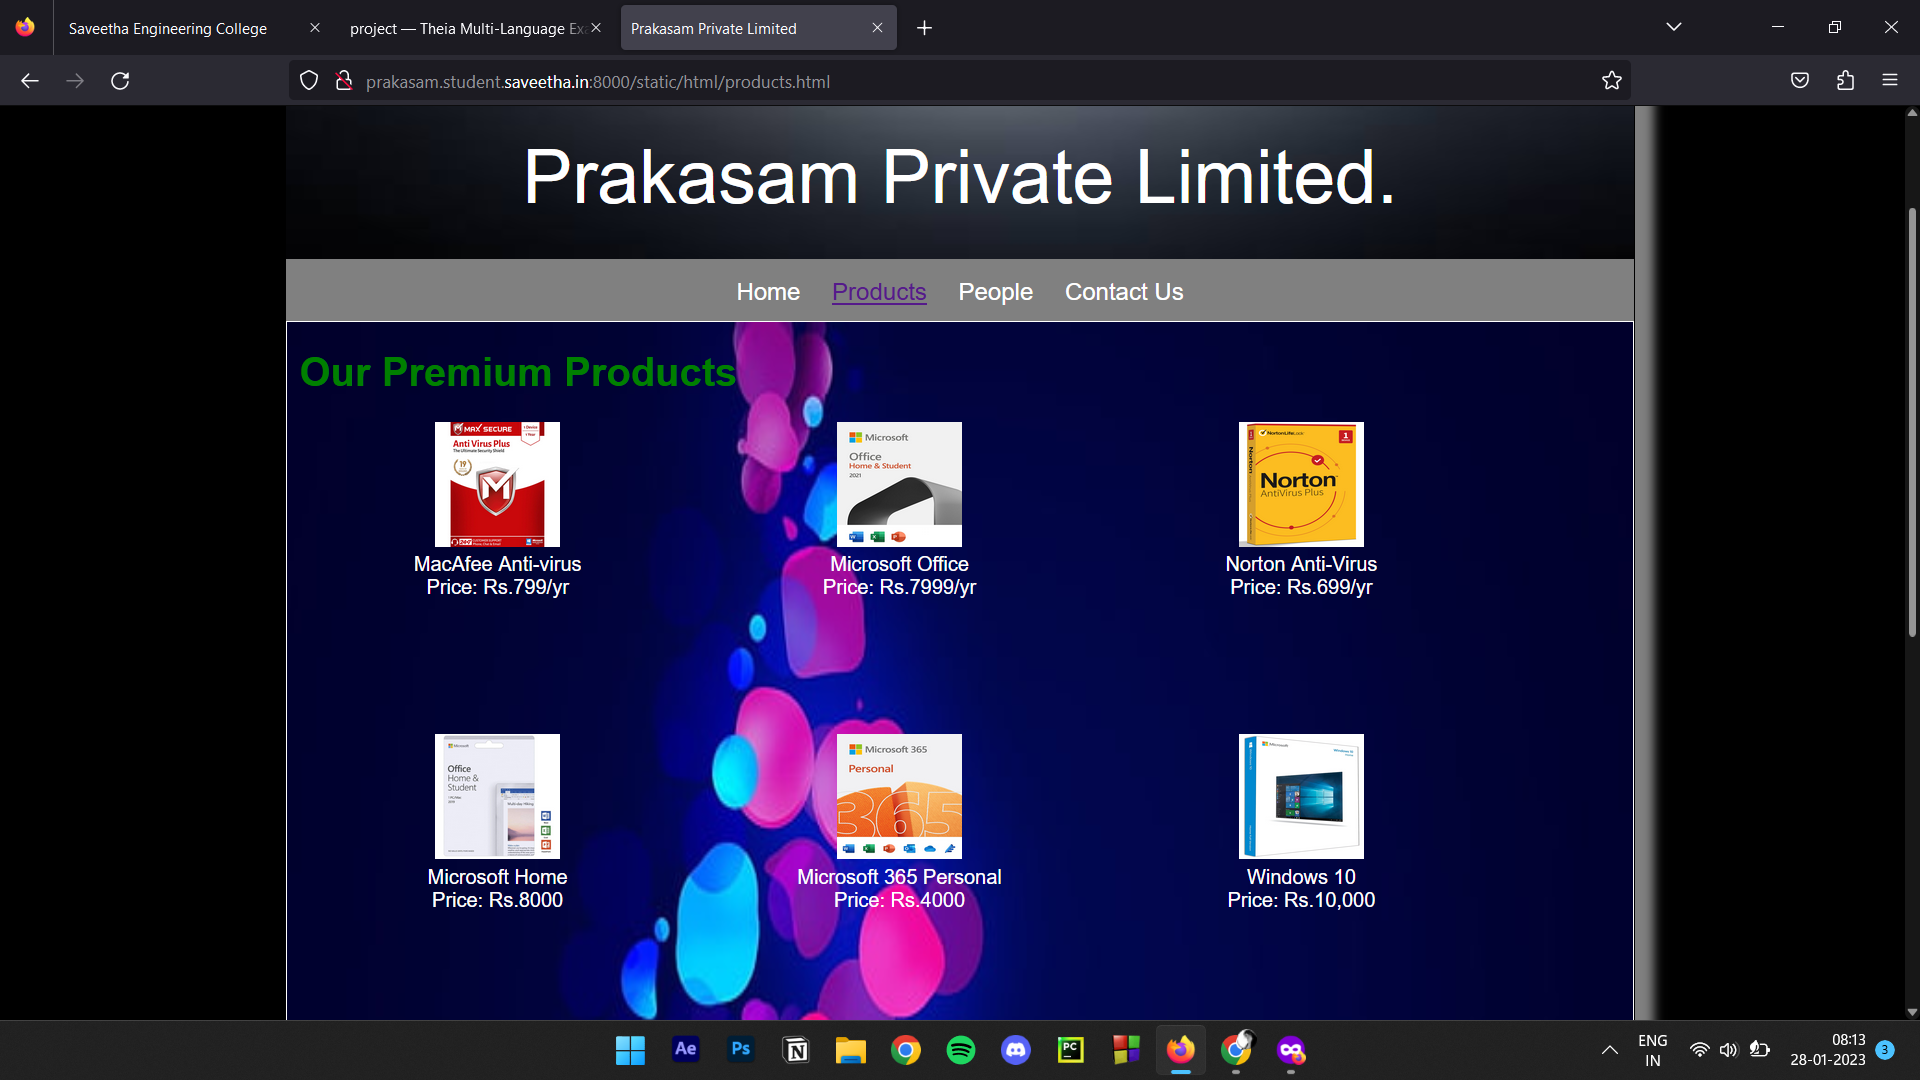 Saveetha Engineering College
project — Theia Multi-Language Ex
Prakasam Private Limited
prakasam.student.saveetha.in:8000/static/html/products.html
Prakasam Private Limited.
Home Products People Contact Us
Our Premium Products
MAX SECURE
Anti Virus Plus
The Ultimate Security Shield
Microsoft
Office
Home & Student
2021
NortonLifeLock
Norton
AntiVirus Plus
MacAfee Anti-virus
Price: Rs.799/yr
Microsoft Office
Price: Rs.7999/yr
Norton Anti-Virus
Price: Rs.699/yr
Microsoft
Office
Home &
Student
Microsoft 365
Personal
365
Microsoft Home
Price: Rs.8000
Microsoft 365 Personal
Price: Rs.4000
Windows 10
Price: Rs.10,000
Ae Ps N PC
ENG
IN
08:13
28-01-2023
3